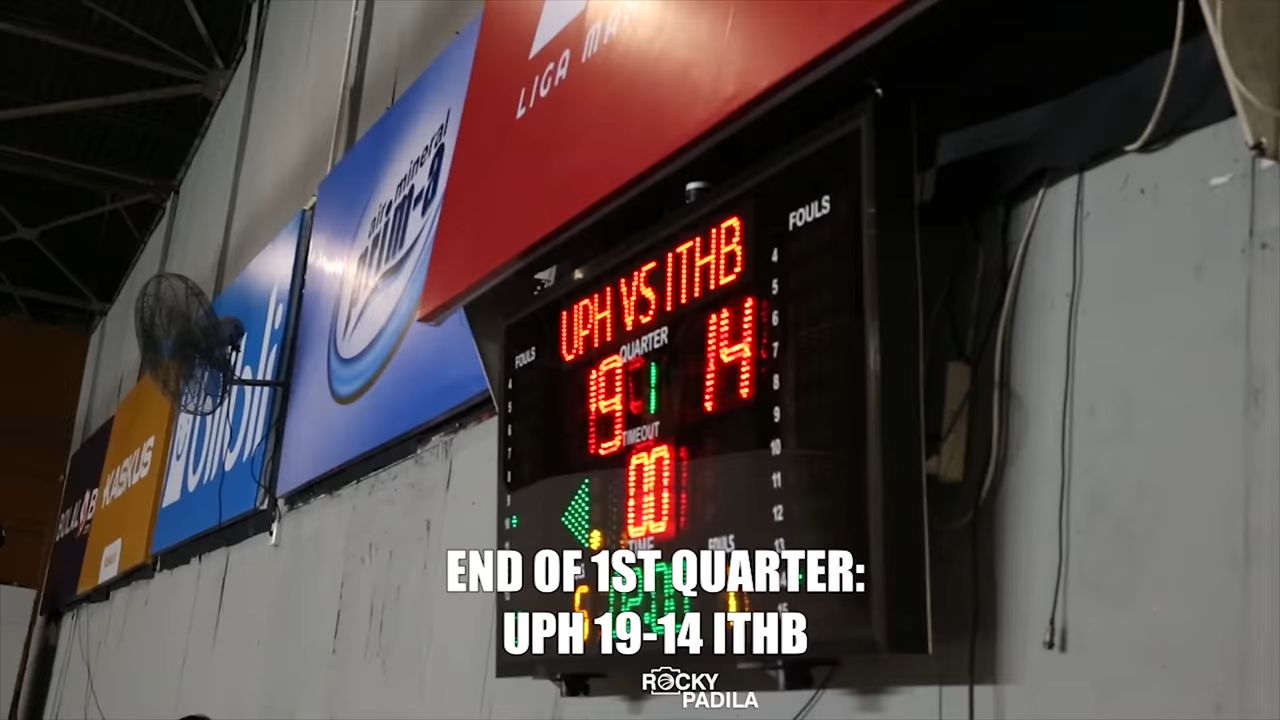 LIGA MA
air mineral
prim-a
blibli
KASKUS
FOULS
UPH VS ITHB
FOULS
QUARTER
19
1
14
TIMEOUT
00
4
5
6
7
8
9
10
11
12
13
TIME
FOULS
END OF 1ST QUARTER:
UPH 19-14 ITHB
ROCKY
PADILA